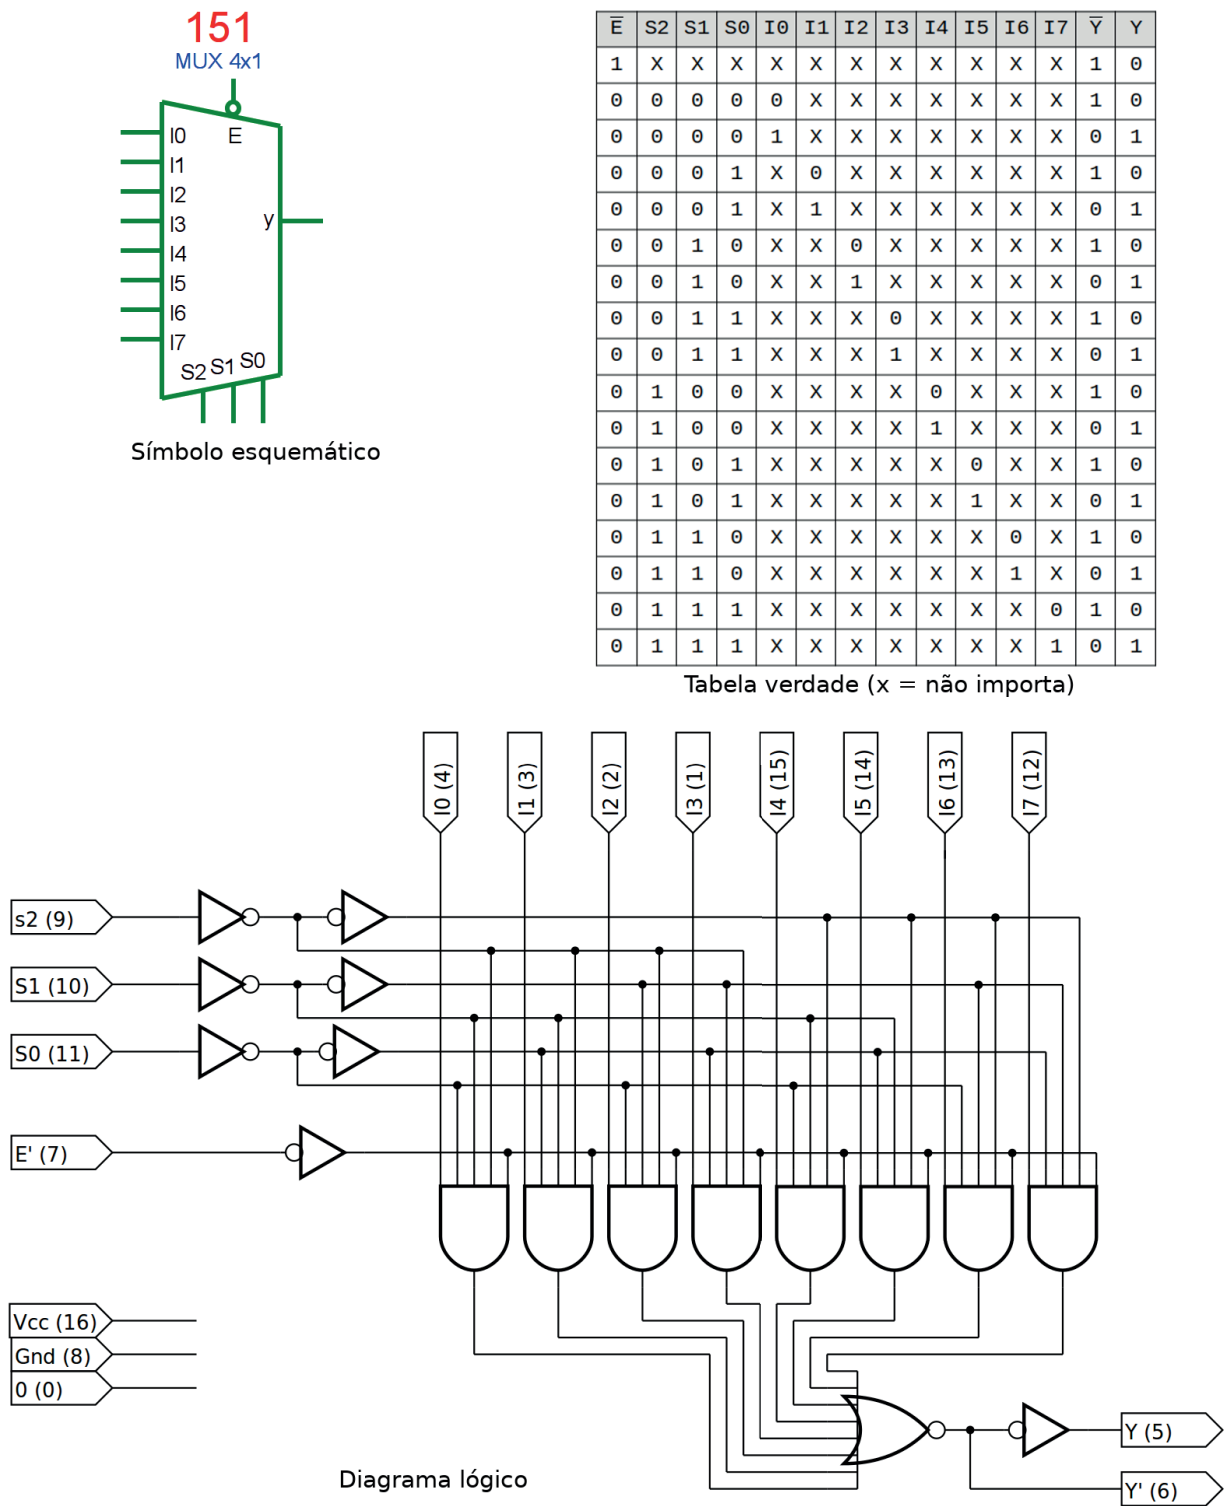 151
MUX 4x1
E
I0
I1
I2
I3
I4
I5
I6
I7
y
S2 S1 S0
Símbolo esquemático
E S2 S1 S0 I0 I1 I2 I3 I4 I5 I6 I7 Y Y
1 X X X X X X X X X X X 1 0
0 0 0 0 0 X X X X X X X 1 0
0 0 0 0 1 X X X X X X X 0 1
0 0 0 1 X 0 X X X X X X 1 0
0 0 0 1 X 1 X X X X X X 0 1
0 0 1 0 X X 0 X X X X X 1 0
0 0 1 0 X X 1 X X X X X 0 1
0 0 1 1 X X X 0 X X X X 1 0
0 0 1 1 X X X 1 X X X X 0 1
0 1 0 0 X X X X 0 X X X 1 0
0 1 0 0 X X X X 1 X X X 0 1
0 1 0 1 X X X X X 0 X X 1 0
0 1 0 1 X X X X X 1 X X 0 1
0 1 1 0 X X X X X X 0 X 1 0
0 1 1 0 X X X X X X 1 X 0 1
0 1 1 1 X X X X X X X 0 1 0
0 1 1 1 X X X X X X X 1 0 1
Tabela verdade (x = não importa)
I0 (4)
I1 (3)
I2 (2)
I3 (1)
I4 (15)
I5 (14)
I6 (13)
I7 (12)
s2 (9)
S1 (10)
S0 (11)
E' (7)
Vcc (16)
Gnd (8)
0 (0)
Y (5)
Y' (6)
Diagrama lógico